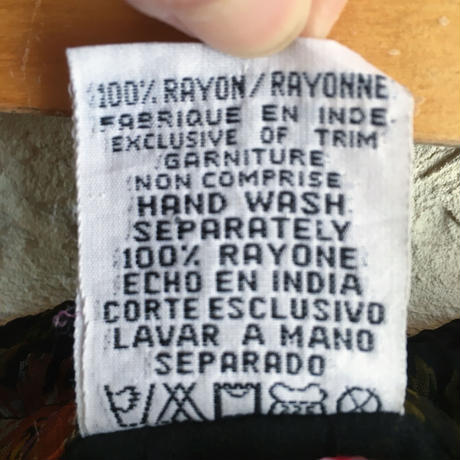 100% RAYON/RAYONNE
FABRIQUE EN INDE
EXCLUSIVE OF TRIM
GARNITURE
NON COMPRISE
HAND WASH
SEPARATELY
100% RAYONE
ECHO EN INDIA
CORTE ESCLUSIVO
LAVAR A MANO
SEPARADO